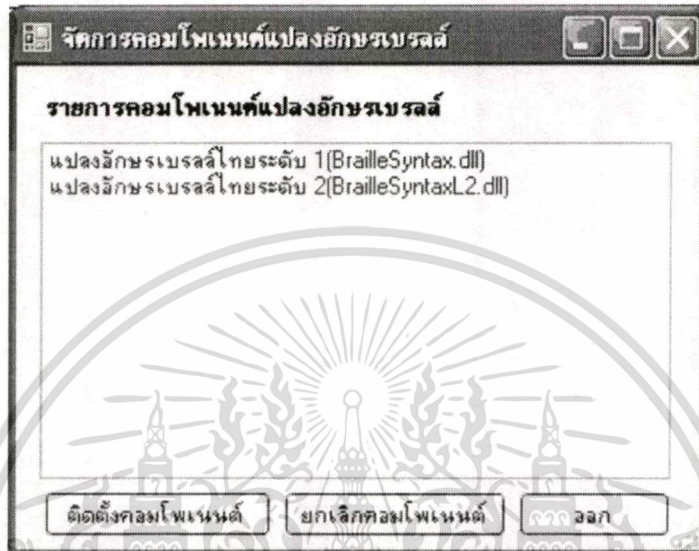 จัดการคอมโพเนนต์แปลงอักษรเบรลล์
รายการคอมโพเนนต์แปลงอักษรเบรลล์
แปลงอักษรเบรลล์ไทยระดับ 1(BrailleSyntax.dll)
แปลงอักษรเบรลล์ไทยระดับ 2(BrailleSyntaxL2.dll)
ติดตั้งคอมโพเนนต์ ยกเลิกคอมโพเนนต์ ออก